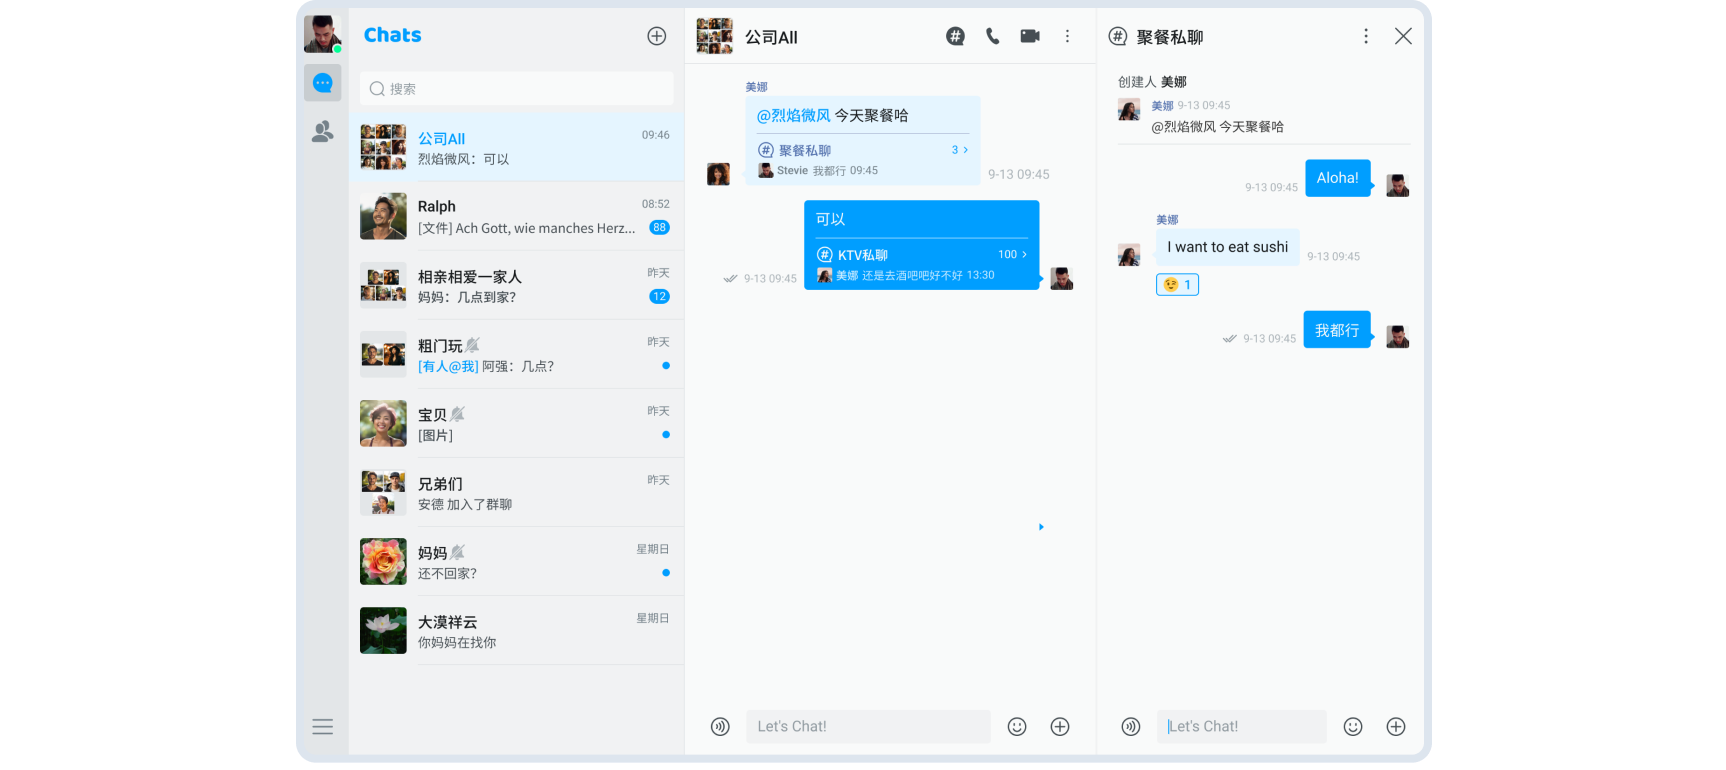 Chats
搜索
公司All 09:46
烈焰微风：可以
Ralph 08:52
[文件] Ach Gott, wie manches Herz... 88
相亲相爱一家人 昨天
妈妈：几点到家？ 12
粗门玩 昨天
[有人@我] 阿强：几点？
宝贝 昨天
[图片]
兄弟们 昨天
安德 加入了群聊
妈妈 星期日
还不回家？
大漠祥云 星期日
你妈妈在找你
公司All
美娜
@烈焰微风 今天聚餐哈
聚餐私聊 3
Stevie 我都行 09:45
9-13 09:45
可以
KTV私聊 100
美娜 还是去酒吧吧好不好 13:30
9-13 09:45
Let's Chat!
聚餐私聊
创建人 美娜
美娜 9-13 09:45
@烈焰微风 今天聚餐哈
Aloha!
9-13 09:45
美娜
I want to eat sushi
9-13 09:45
1
我都行
9-13 09:45
Let's Chat!